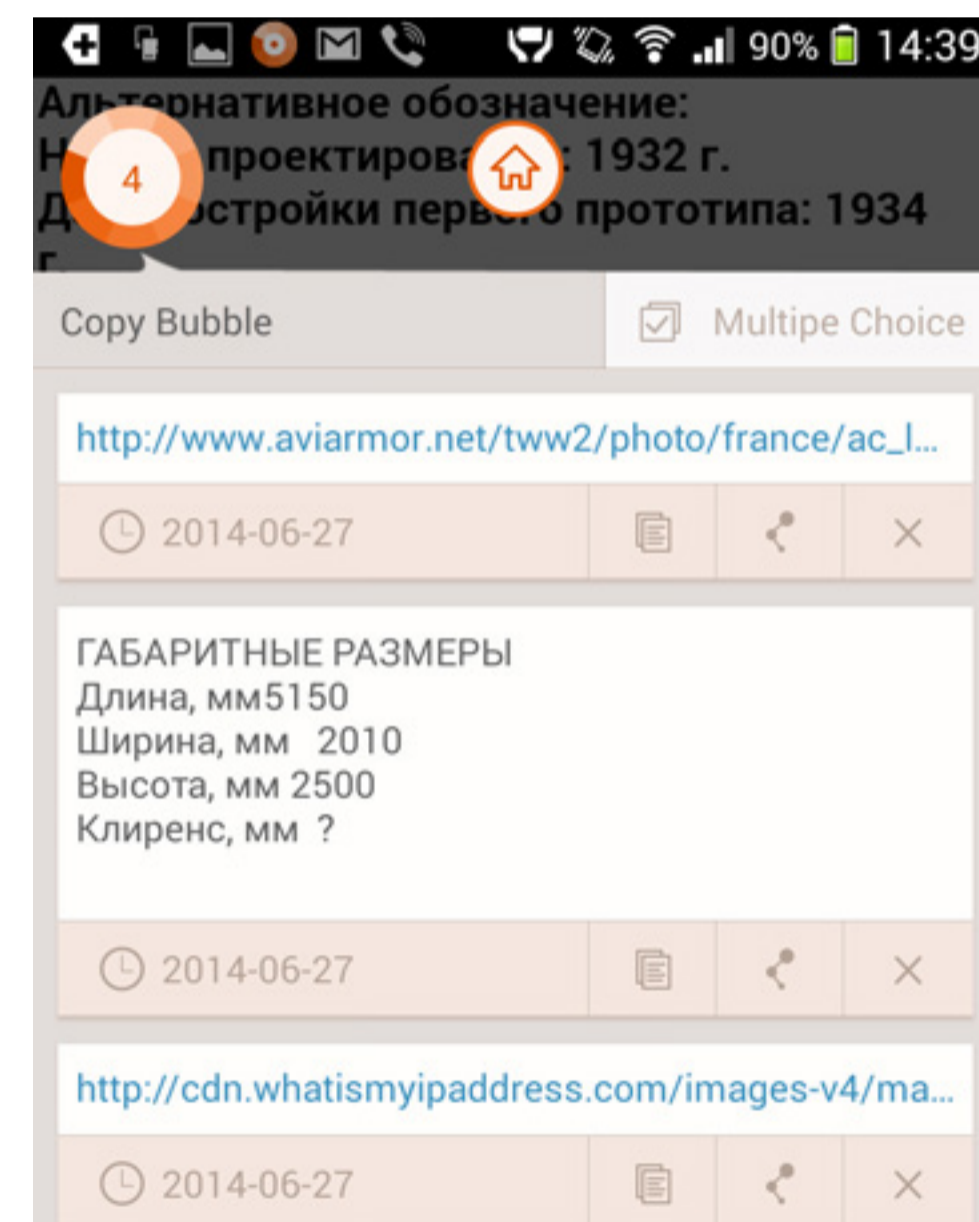 90% 14:39
Альтернативное обозначение:
проектиров : 1932 г.
остройки первого прототипа: 1934
г.
4
Copy Bubble
Multipe Choice
http://www.aviarmor.net/tww2/photo/france/ac_l...
2014-06-27
ГАБАРИТНЫЕ РАЗМЕРЫ
Длина, мм5150
Ширина, мм 2010
Высота, мм 2500
Клиренс, мм ?
2014-06-27
http://cdn.whatismyipaddress.com/images-v4/ma...
2014-06-27